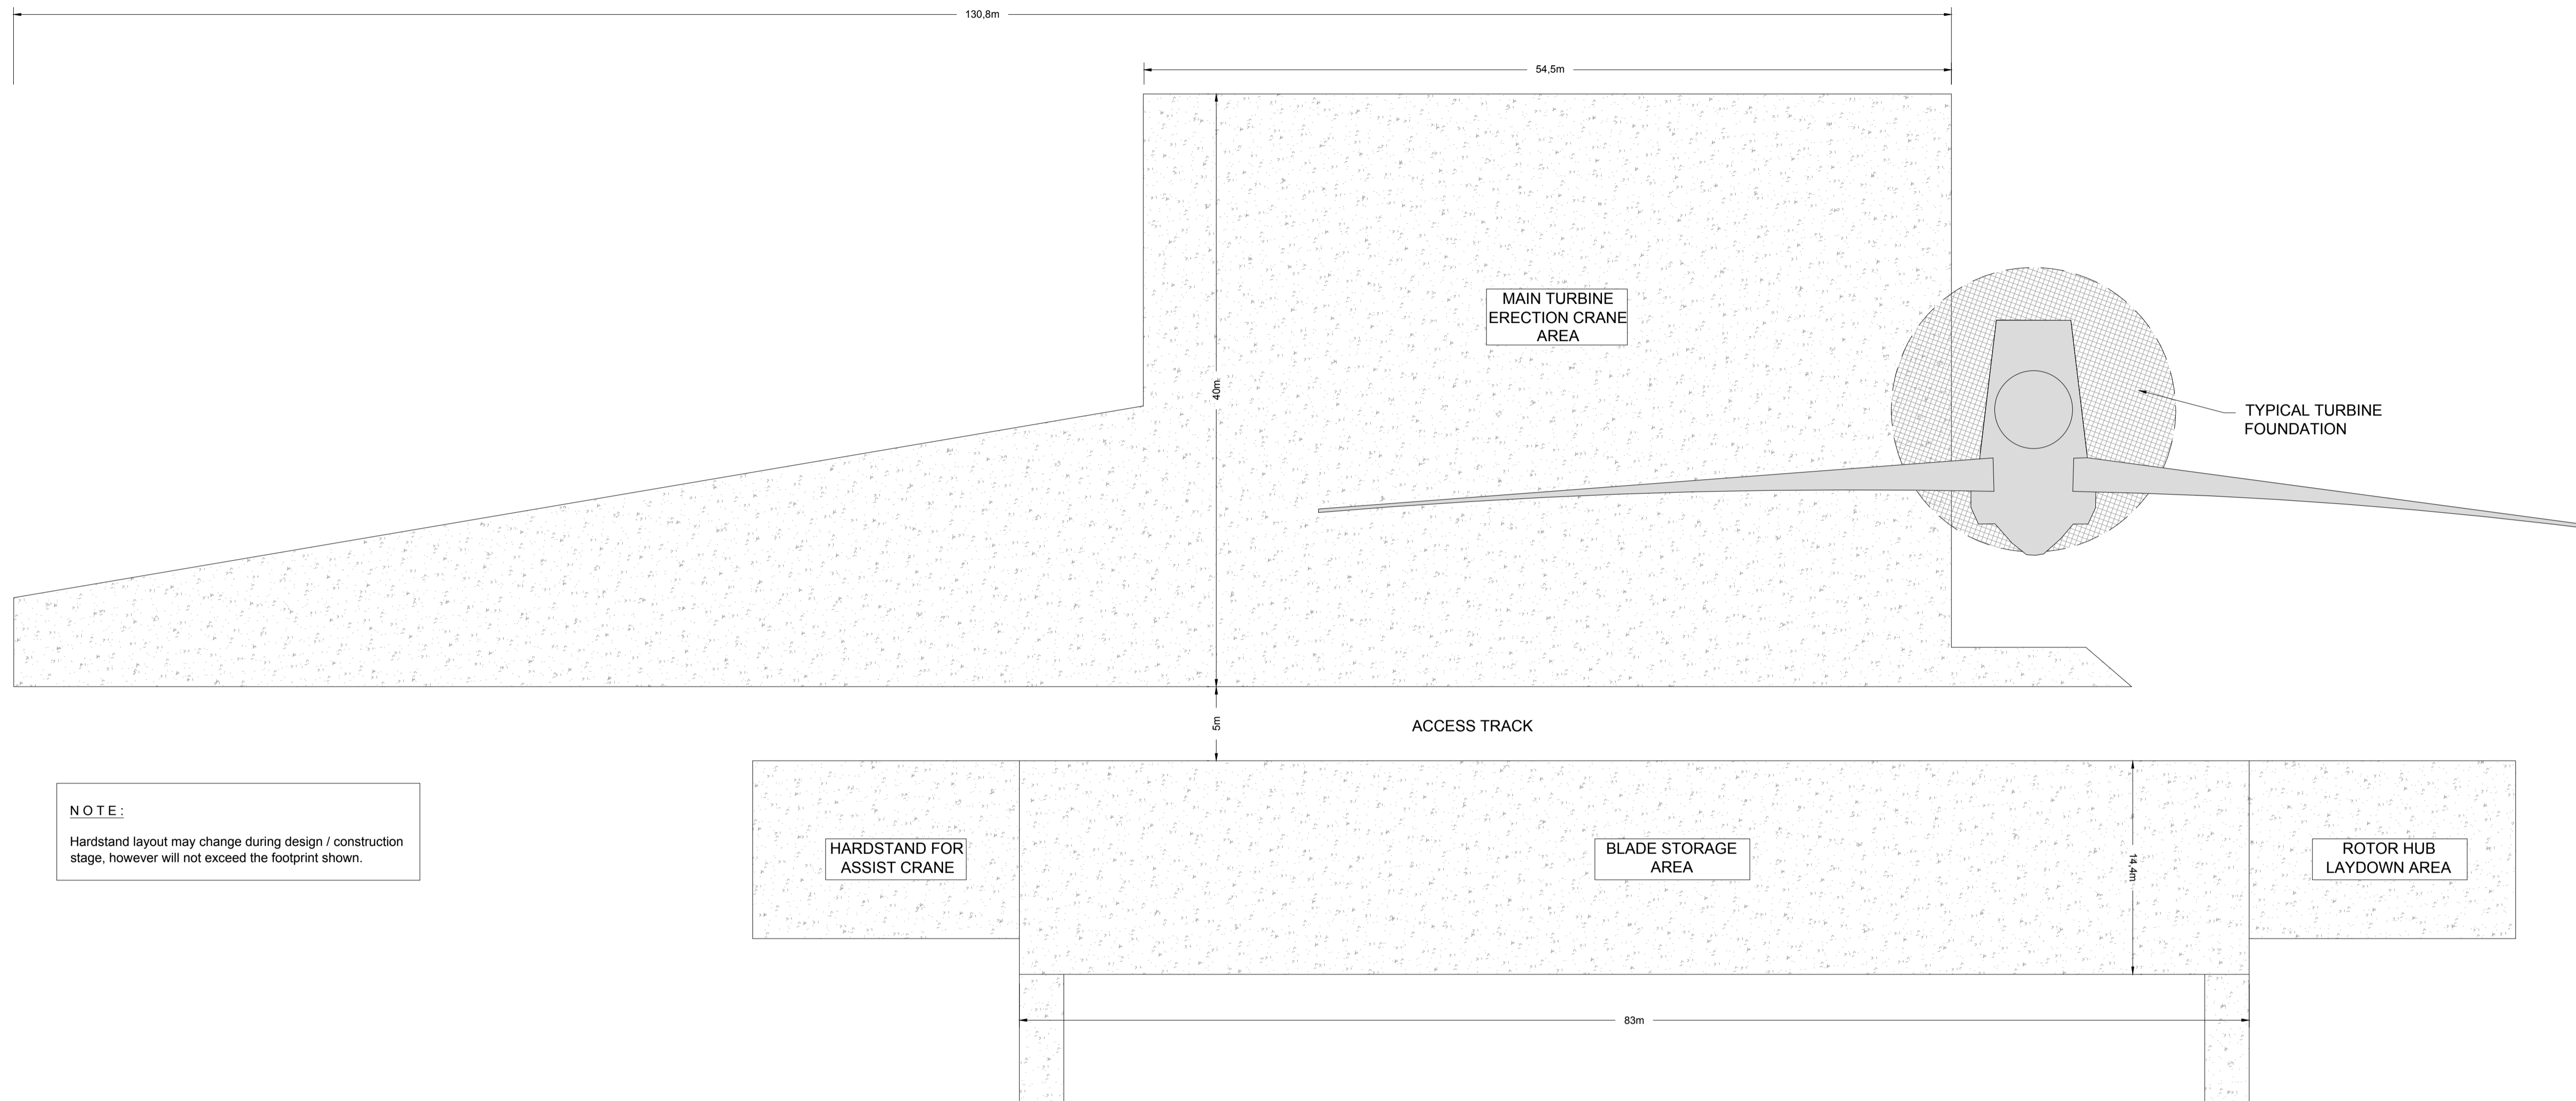 130,8m
54,5m
MAIN TURBINE
ERECTION CRANE
AREA
40m
TYPICAL TURBINE
FOUNDATION
5m
ACCESS TRACK
NOTE:
Hardstand layout may change during design / construction
stage, however will not exceed the footprint shown.
HARDSTAND FOR
ASSIST CRANE
BLADE STORAGE
AREA
14,4m
ROTOR HUB
LAYDOWN AREA
83m